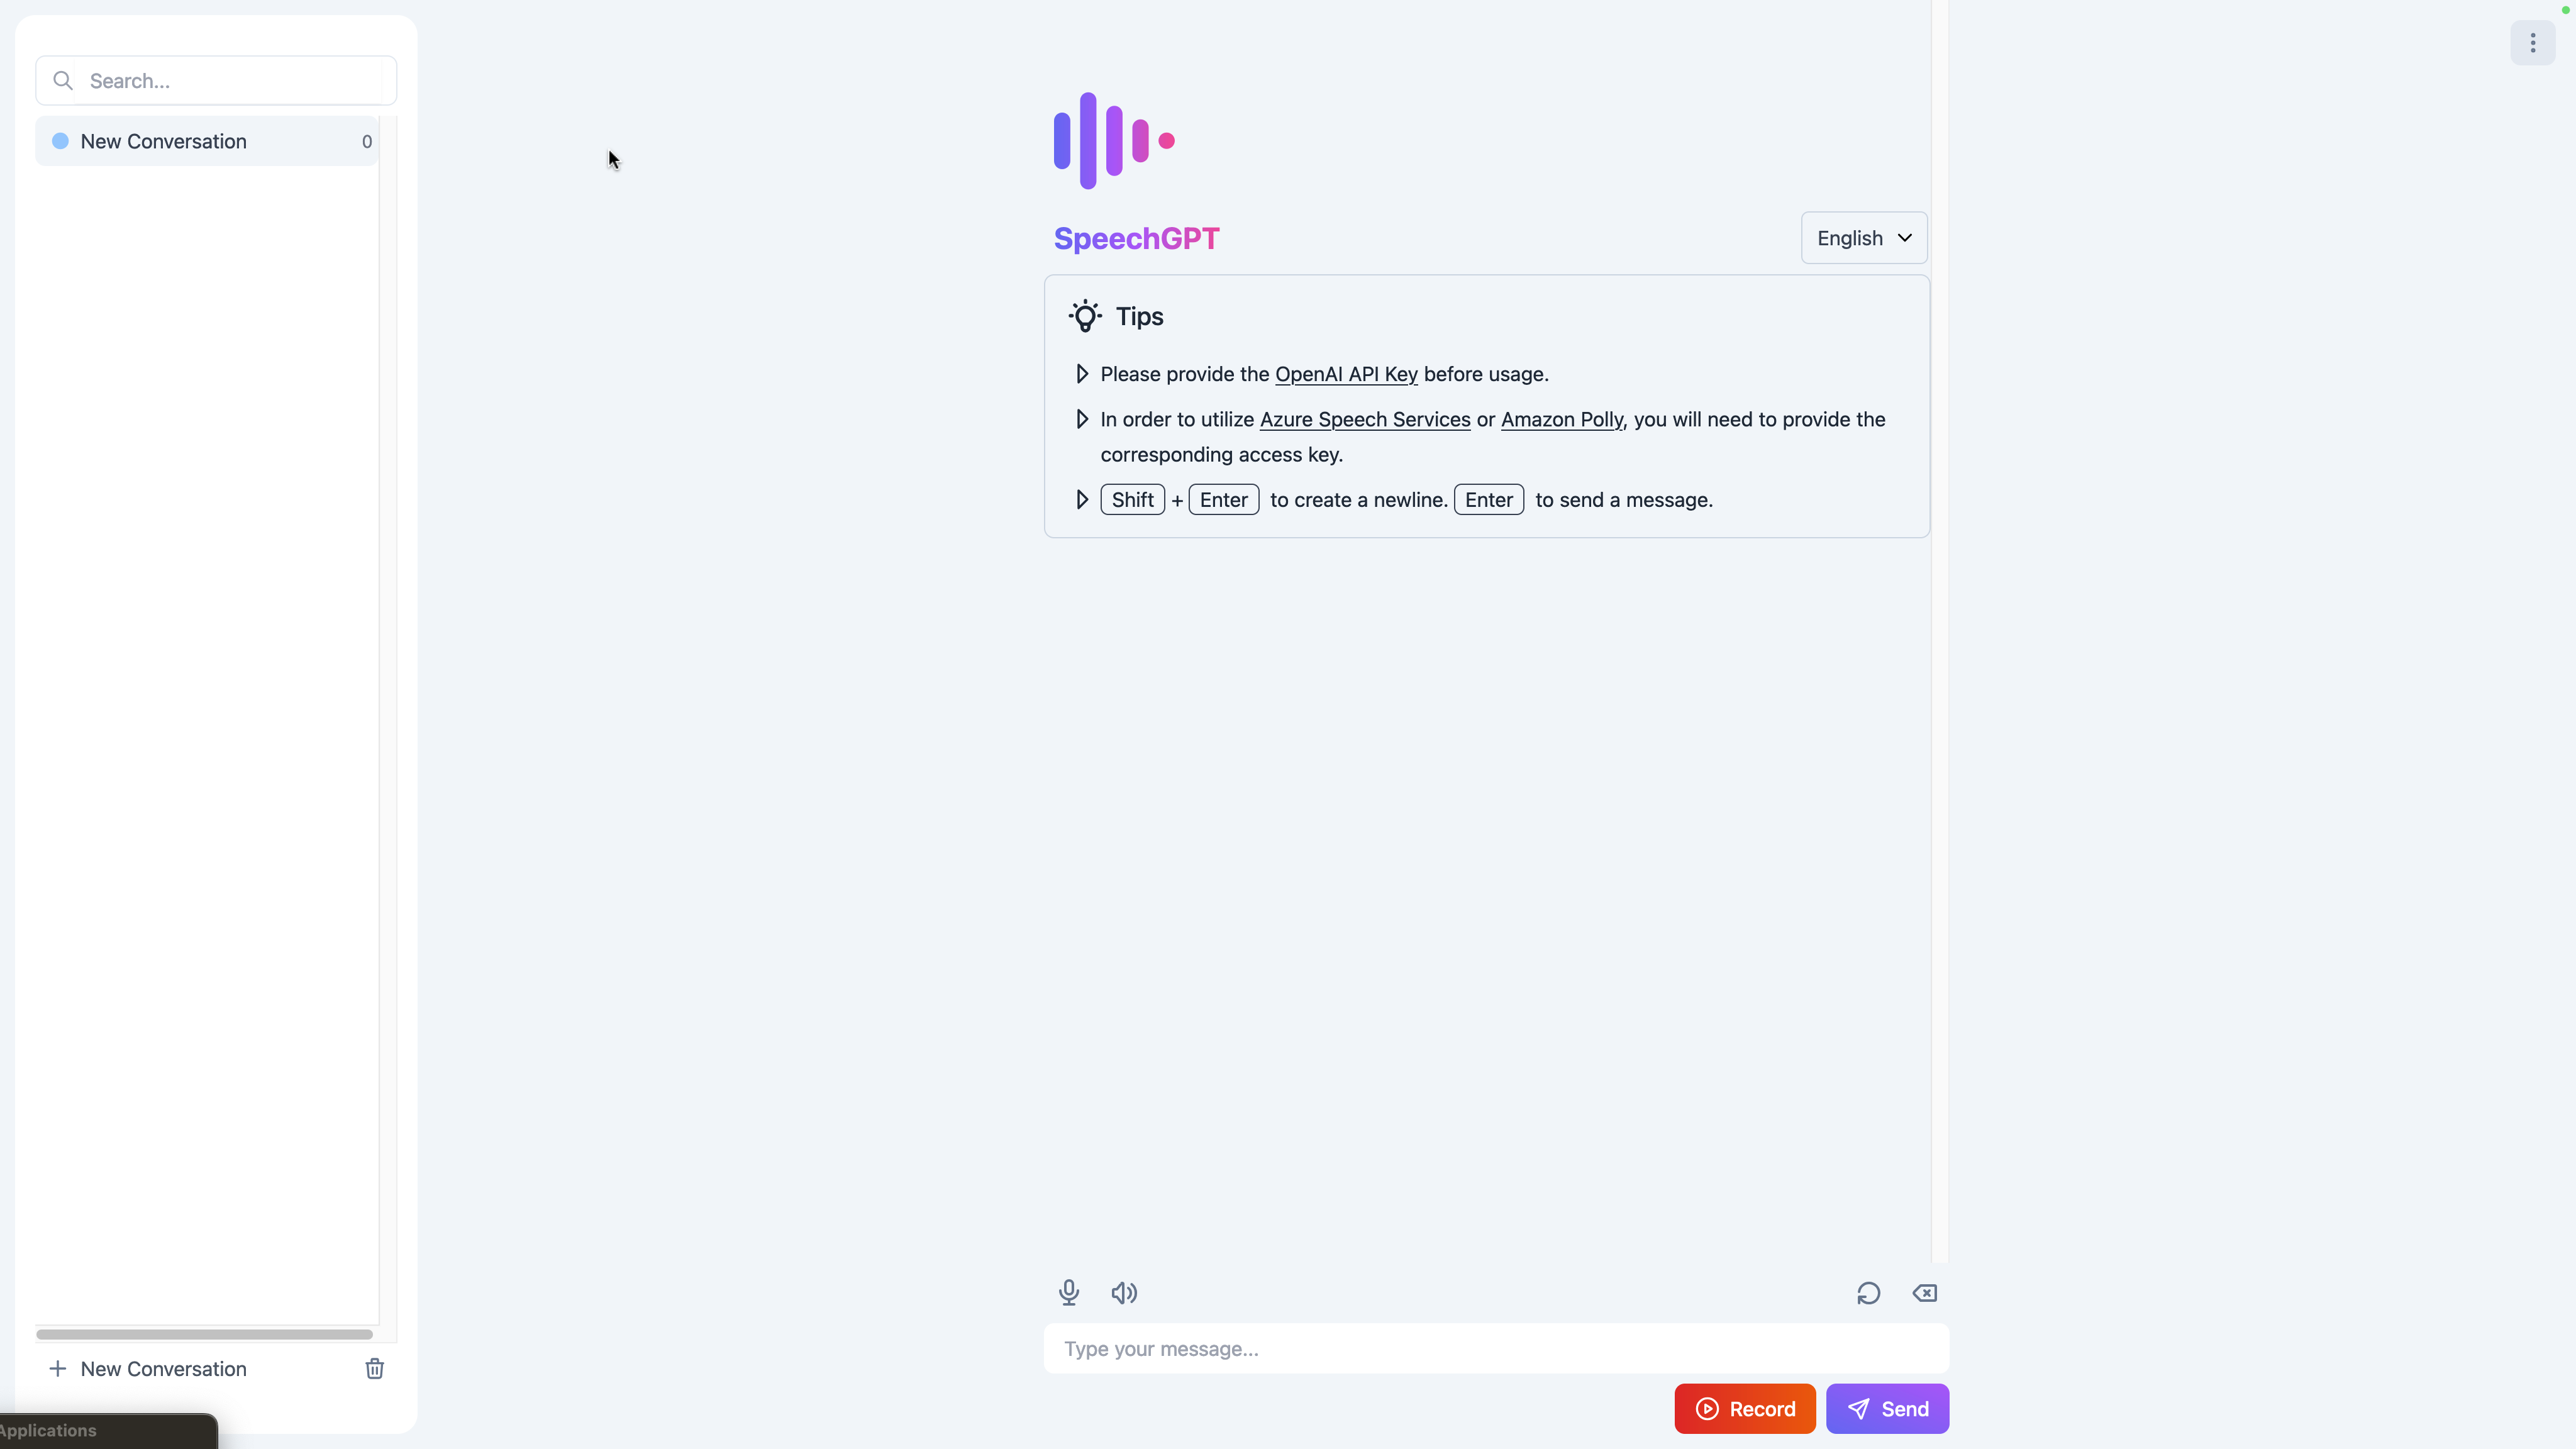 Search...
New Conversation 0
SpeechGPT
English
Tips
Please provide the OpenAI API Key before usage.
In order to utilize Azure Speech Services or Amazon Polly, you will need to provide the
corresponding access key.
Shift + Enter to create a newline. Enter to send a message.
Type your message...
Record
Send
New Conversation
Applications